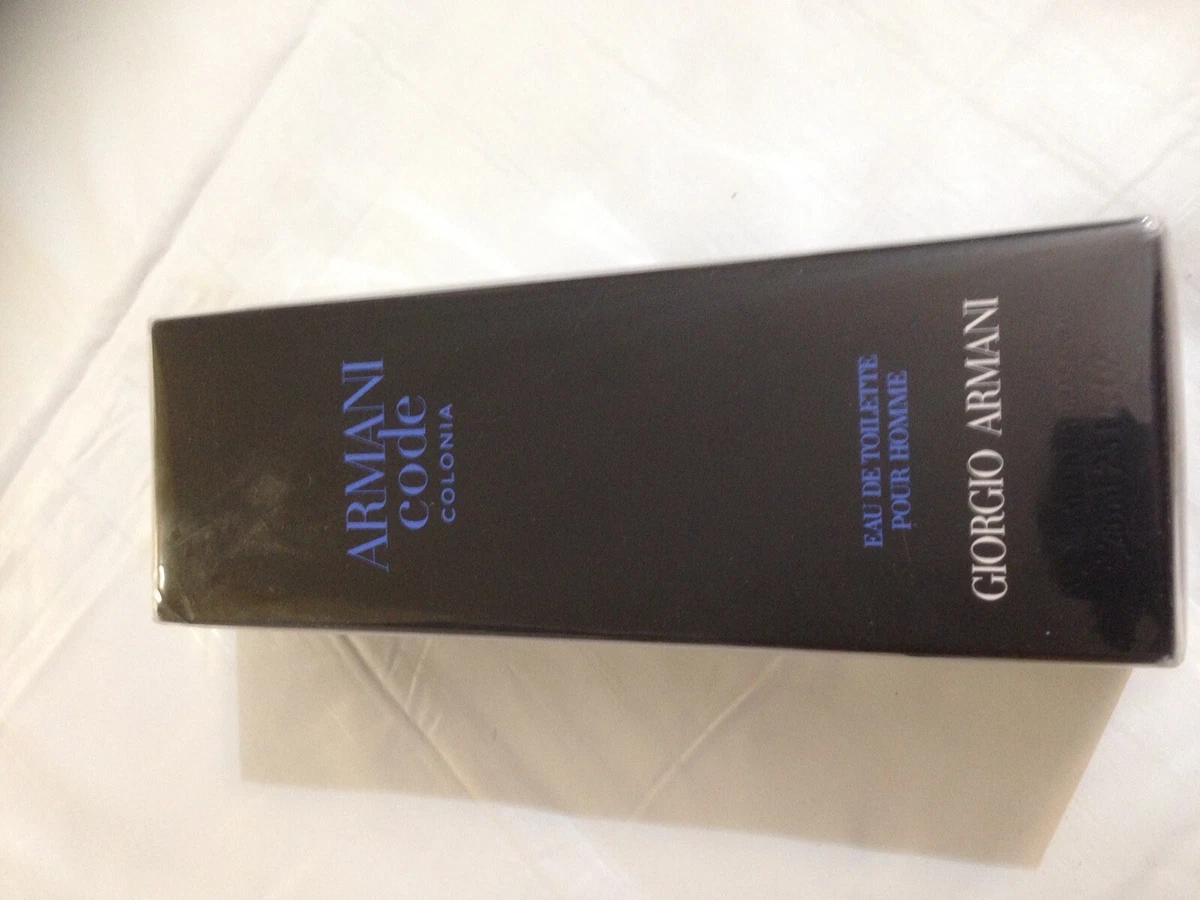 ARMANI
code
COLONIA
EAU DE TOILETTE
POUR HOMME
GIORGIO ARMANI